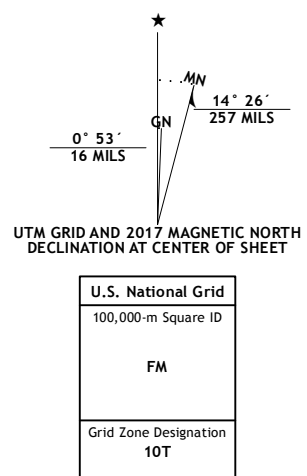 ★
MN
GN
14° 26´
257 MILS
0° 53´
16 MILS
UTM GRID AND 2017 MAGNETIC NORTH
DECLINATION AT CENTER OF SHEET
U.S. National Grid
100,000-m Square ID
FM
Grid Zone Designation
10T